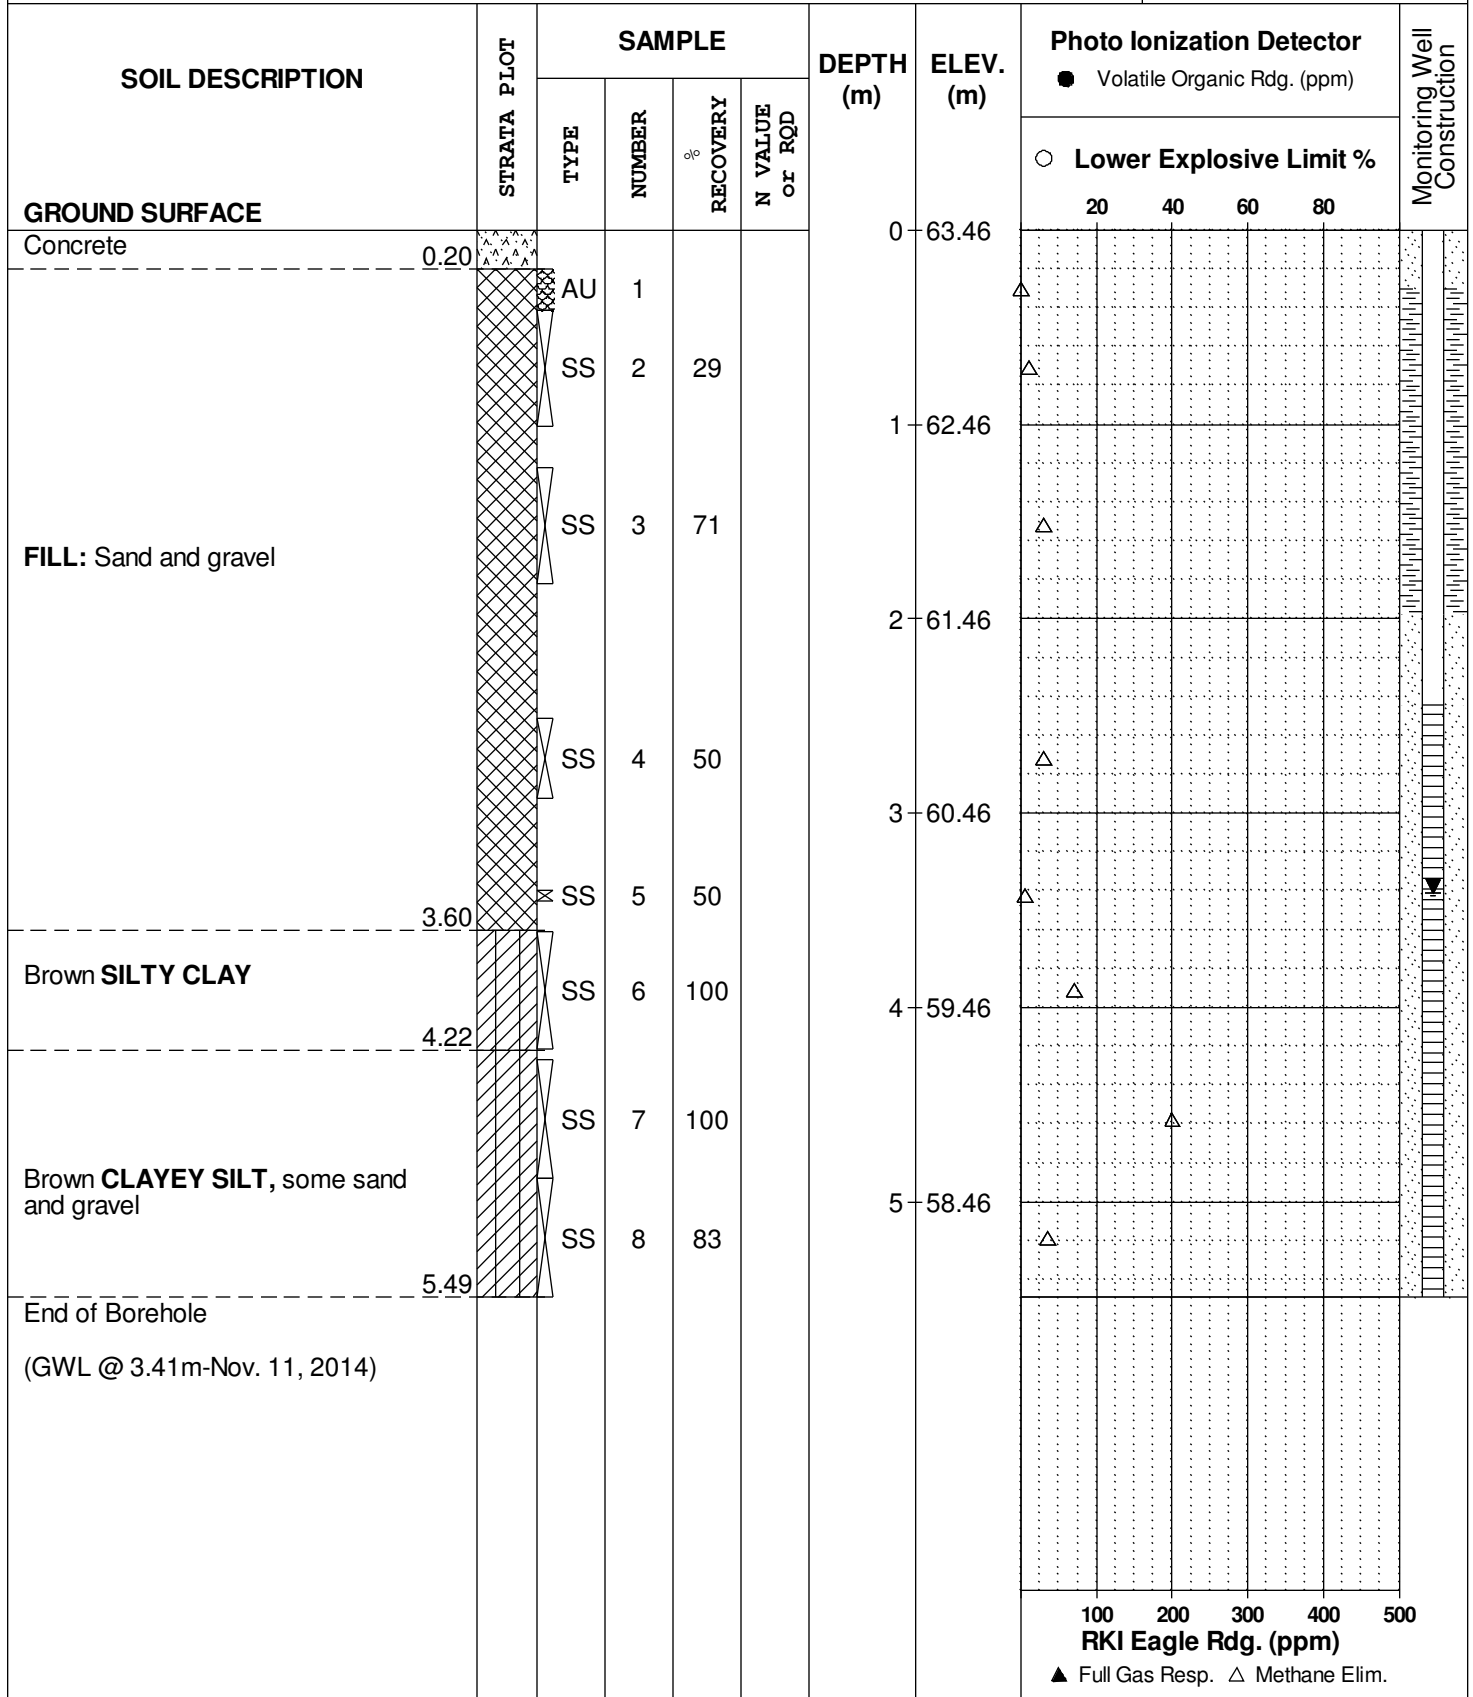 SOIL DESCRIPTION
GROUND SURFACE
STRATA PLOT
SAMPLE
TYPE
NUMBER
%
RECOVERY
N VALUE
or RQD
DEPTH
(m)
ELEV.
(m)
Photo Ionization Detector
● Volatile Organic Rdg. (ppm)
○ Lower Explosive Limit %
20 40 60 80
Monitoring Well
Construction
0 63.46
Concrete
0.20
AU 1
SS 2 29
1 62.46
SS 3 71
FILL: Sand and gravel
2 61.46
SS 4 50
3 60.46
SS 5 50
3.60
Brown SILTY CLAY
SS 6 100
4 59.46
4.22
SS 7 100
Brown CLAYEY SILT, some sand
and gravel
5 58.46
SS 8 83
5.49
End of Borehole
(GWL @ 3.41m-Nov. 11, 2014)
100 200 300 400 500
RKI Eagle Rdg. (ppm)
▲ Full Gas Resp. △ Methane Elim.